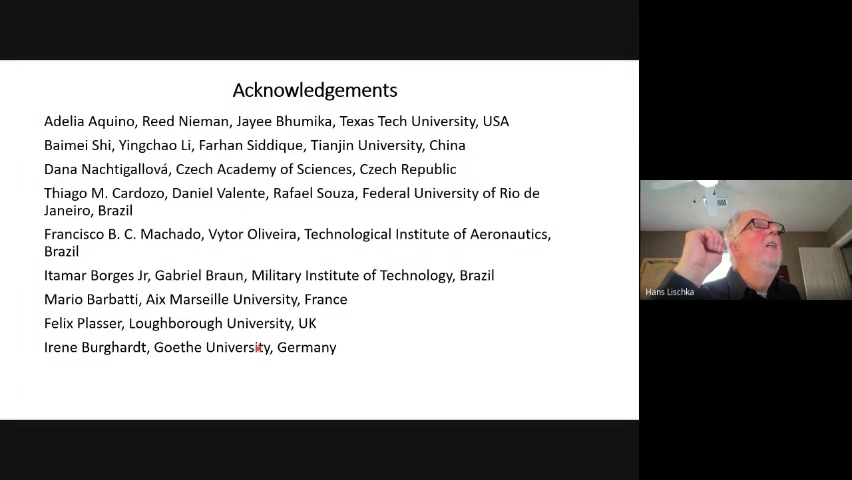 Acknowledgements
Adelia Aquino, Reed Nieman, Jayee Bhumika, Texas Tech University, USA
Baimei Shi, Yingchao Li, Farhan Siddique, Tianjin University, China
Dana Nachtigallová, Czech Academy of Sciences, Czech Republic
Thiago M. Cardozo, Daniel Valente, Rafael Souza, Federal University of Rio de
Janeiro, Brazil
Francisco B. C. Machado, Vytor Oliveira, Technological Institute of Aeronautics,
Brazil
Itamar Borges Jr, Gabriel Braun, Military Institute of Technology, Brazil
Mario Barbatti, Aix Marseille University, France
Felix Plasser, Loughborough University, UK
Irene Burghardt, Goethe University, Germany
Hans Lischka